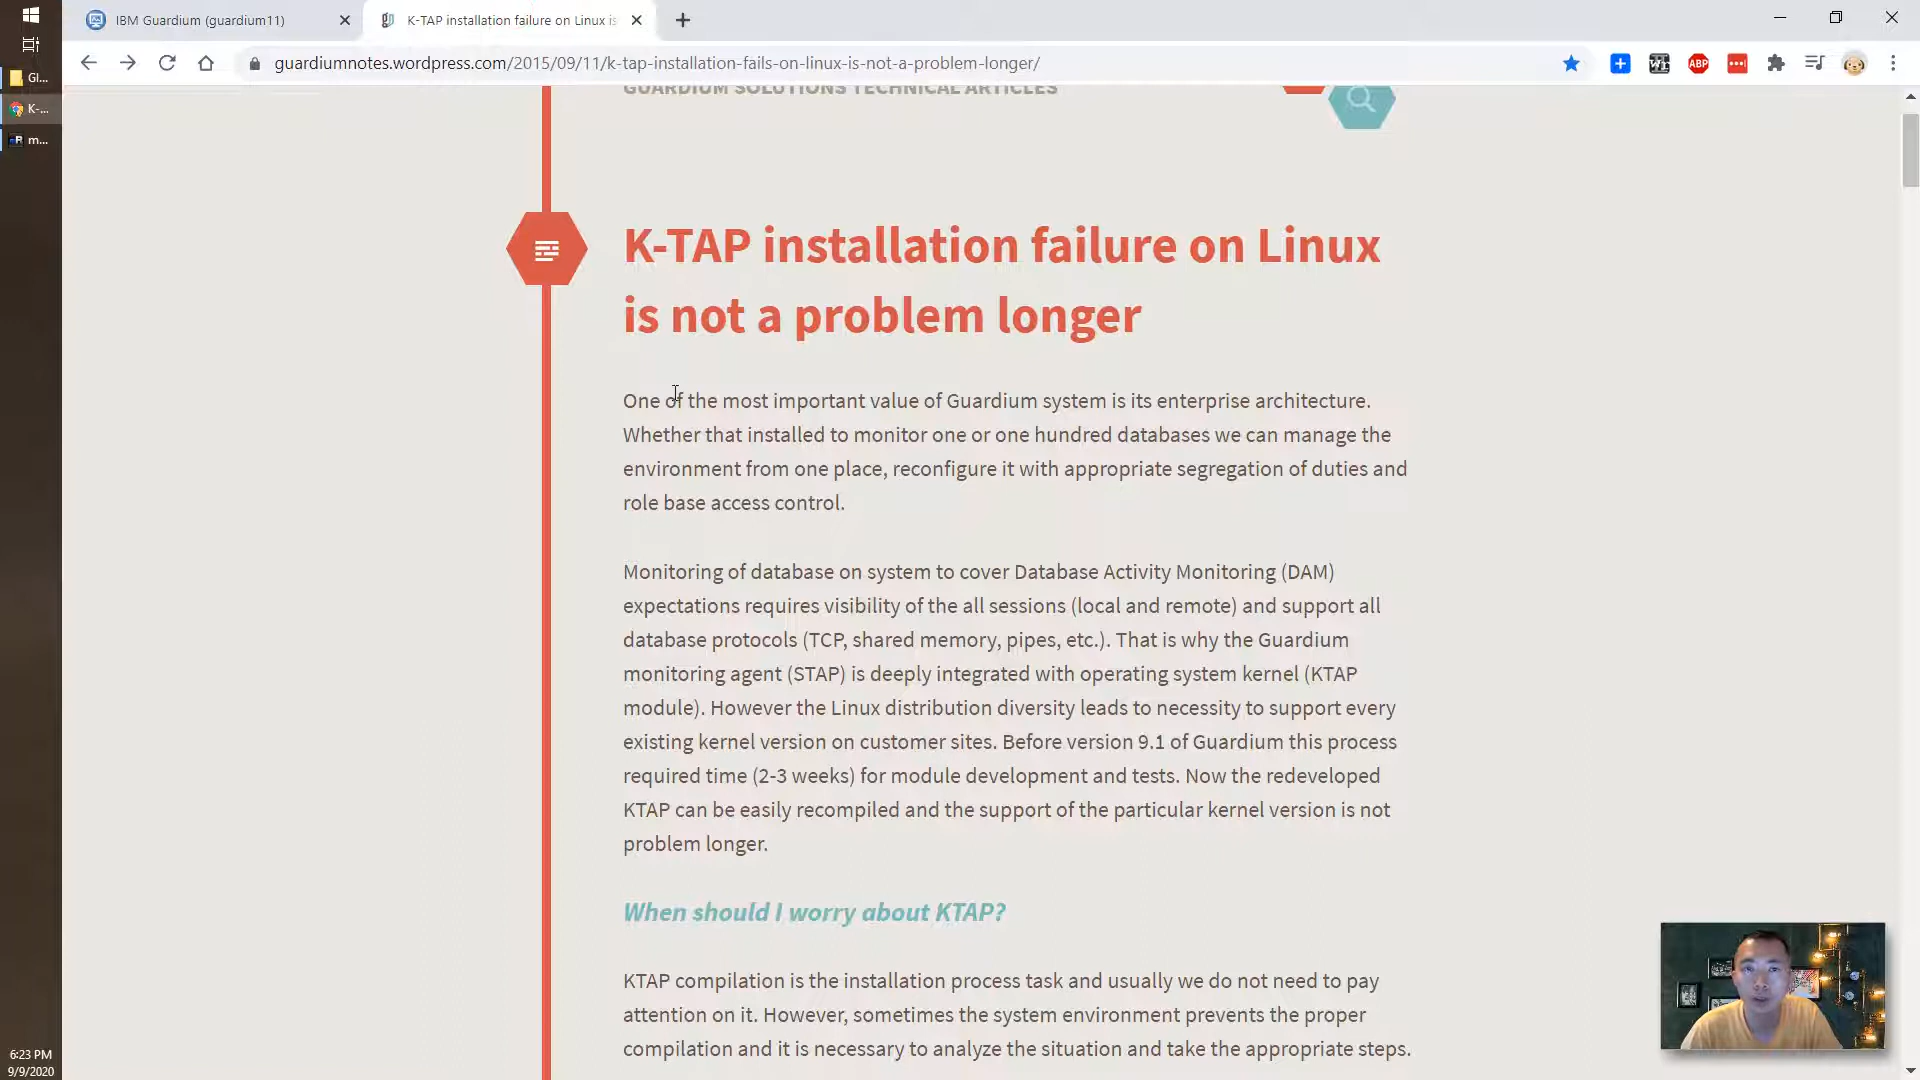 IBM Guardium (guardium11)
K-TAP installation failure on Linux is
guardiumnotes.wordpress.com/2015/09/11/k-tap-installation-fails-on-linux-is-not-a-problem-longer/
ABP
GI...
K-...
m...
GUARDIUM SOLUTIONS TECHNICAL ARTICLES
K-TAP installation failure on Linux
is not a problem longer
One of the most important value of Guardium system is its enterprise architecture.
Whether that installed to monitor one or one hundred databases we can manage the
environment from one place, reconfigure it with appropriate segregation of duties and
role base access control.
Monitoring of database on system to cover Database Activity Monitoring (DAM)
expectations requires visibility of the all sessions (local and remote) and support all
database protocols (TCP, shared memory, pipes, etc.). That is why the Guardium
monitoring agent (STAP) is deeply integrated with operating system kernel (KTAP
module). However the Linux distribution diversity leads to necessity to support every
existing kernel version on customer sites. Before version 9.1 of Guardium this process
required time (2-3 weeks) for module development and tests. Now the redeveloped
KTAP can be easily recompiled and the support of the particular kernel version is not
problem longer.
When should I worry about KTAP?
KTAP compilation is the installation process task and usually we do not need to pay
attention on it. However, sometimes the system environment prevents the proper
compilation and it is necessary to analyze the situation and take the appropriate steps.
6:23 PM
9/9/2020